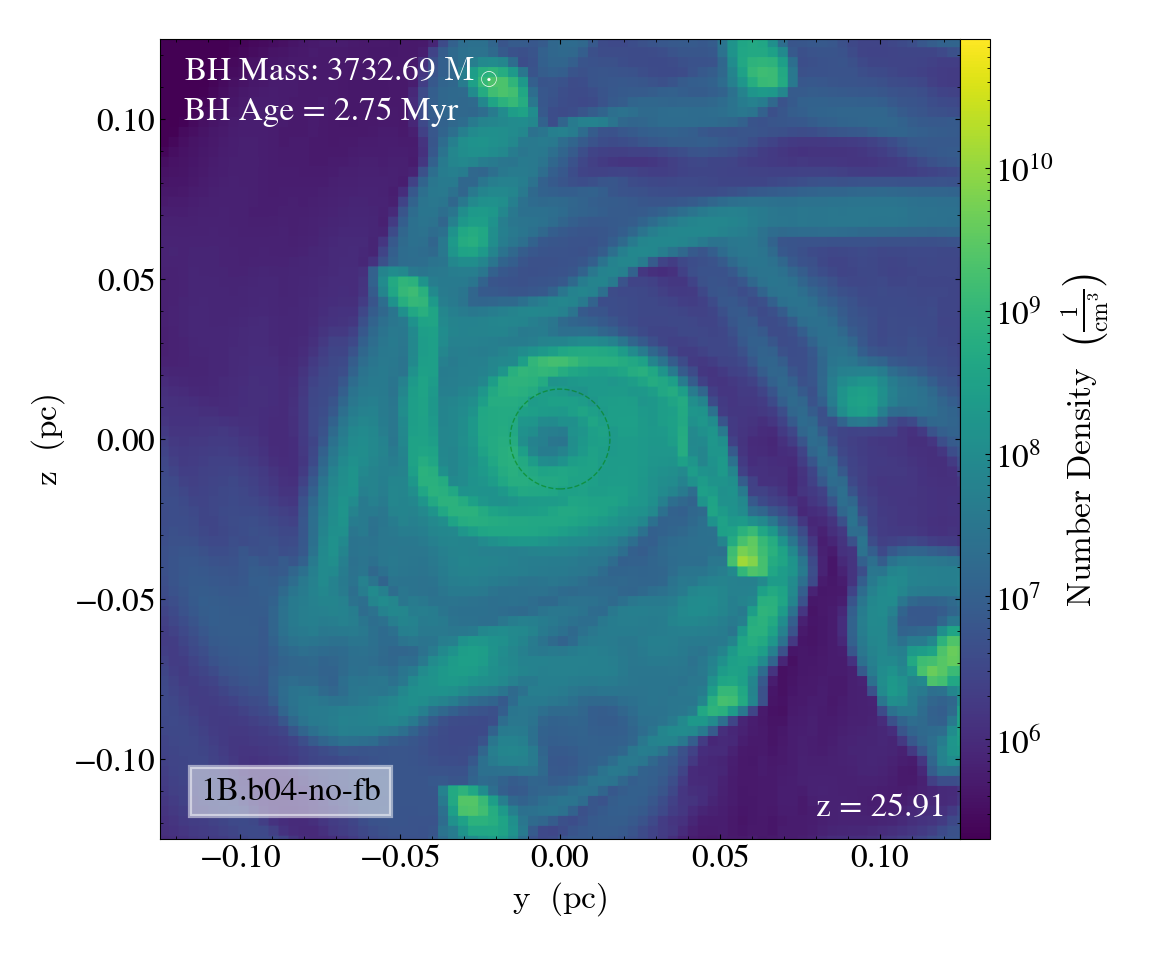 BH Mass: 3732.69 M☉
BH Age = 2.75 Myr
0.10
0.05
0.00
−0.05
−0.10
z (pc)
1B.b04-no-fb
z = 25.91
−0.10 −0.05 0.00 0.05 0.10
y (pc)
10¹⁰
10⁹
10⁸
10⁷
10⁶
Number Density (1/cm³)